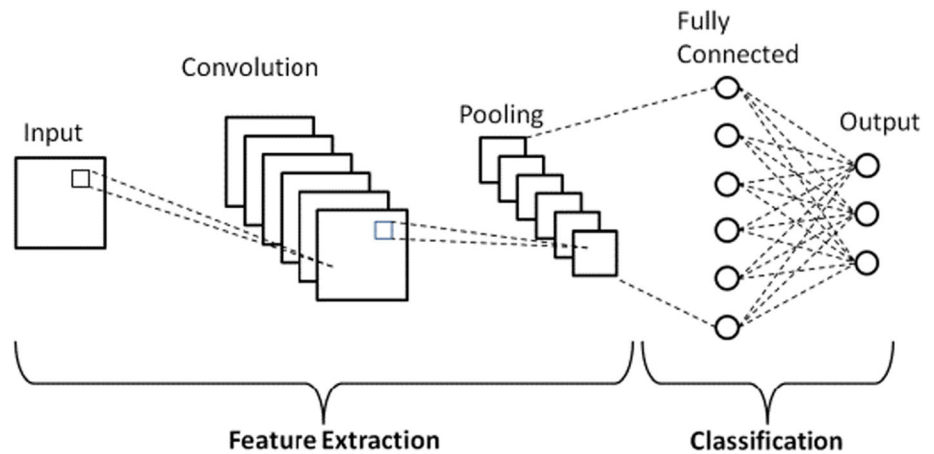 Input
Convolution
Pooling
Fully
Connected
Output
Feature Extraction
Classification